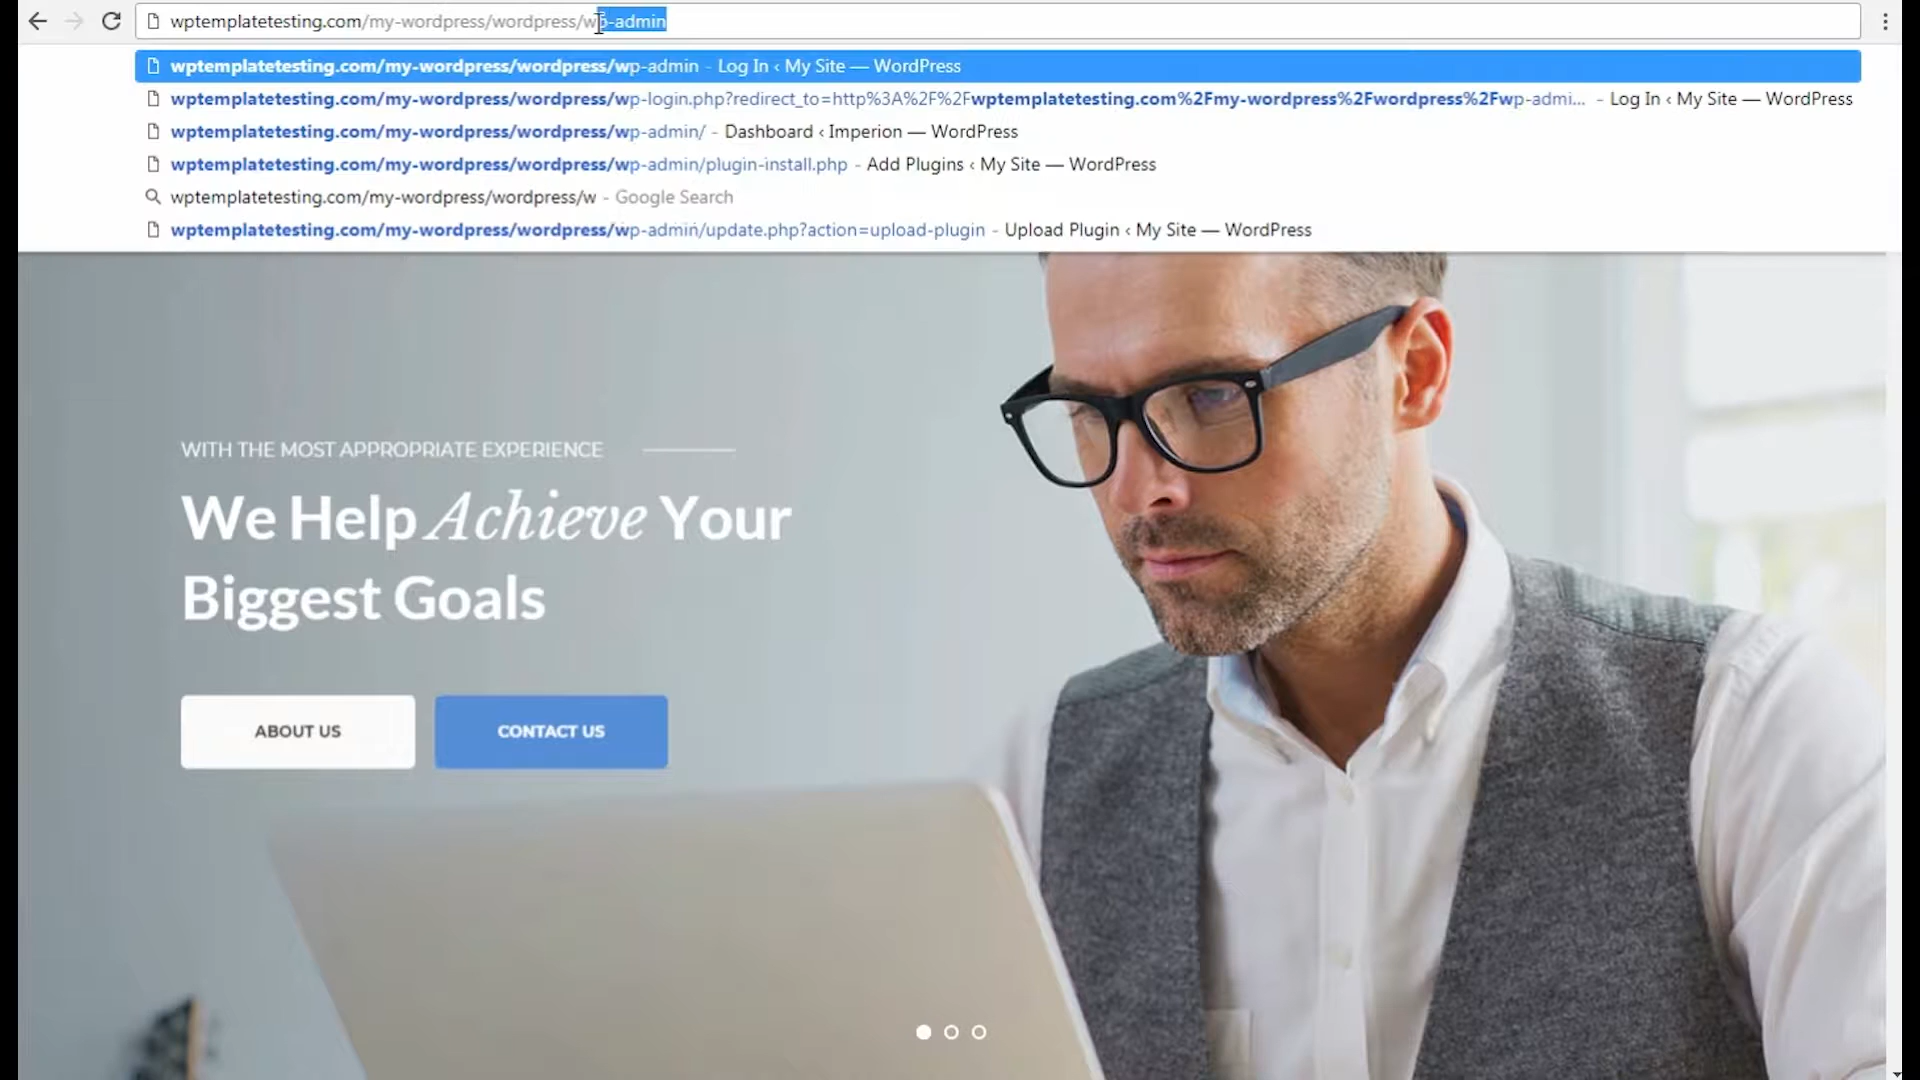 wptemplatetesting.com/my-wordpress/wordpress/wp-admin
wptemplatetesting.com/my-wordpress/wordpress/wp-admin - Log In ‹ My Site — WordPress
wptemplatetesting.com/my-wordpress/wordpress/wp-login.php?redirect_to=http%3A%2F%2Fwptemplatetesting.com%2Fmy-wordpress%2Fwordpress%2Fwp-admi... - Log In ‹ My Site — WordPress
wptemplatetesting.com/my-wordpress/wordpress/wp-admin/ - Dashboard ‹ Imperion — WordPress
wptemplatetesting.com/my-wordpress/wordpress/wp-admin/plugin-install.php - Add Plugins ‹ My Site — WordPress
wptemplatetesting.com/my-wordpress/wordpress/w - Google Search
wptemplatetesting.com/my-wordpress/wordpress/wp-admin/update.php?action=upload-plugin - Upload Plugin ‹ My Site — WordPress
WITH THE MOST APPROPRIATE EXPERIENCE
We Help Achieve Your
Biggest Goals
ABOUT US
CONTACT US